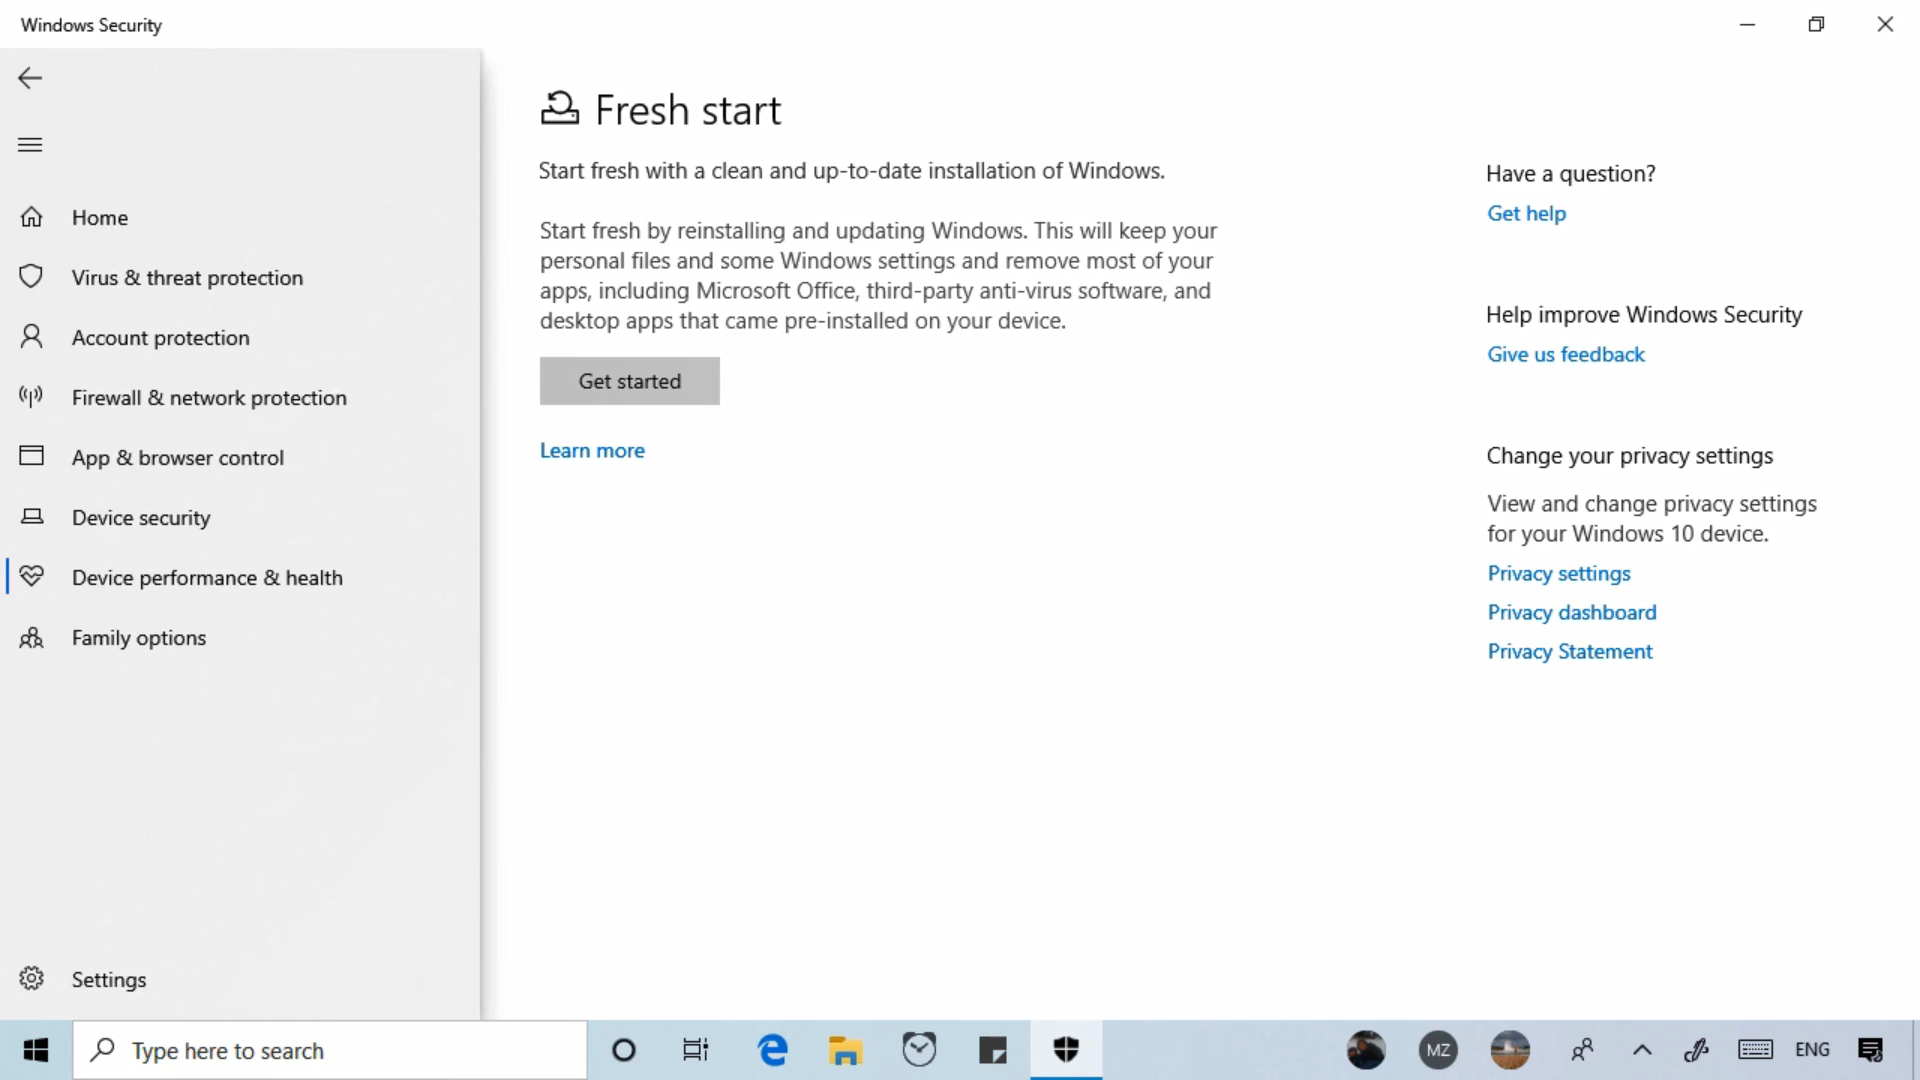 Windows Security
Home
Virus & threat protection
Account protection
Firewall & network protection
App & browser control
Device security
Device performance & health
Family options
Settings
Fresh start
Start fresh with a clean and up-to-date installation of Windows.
Start fresh by reinstalling and updating Windows. This will keep your
personal files and some Windows settings and remove most of your
apps, including Microsoft Office, third-party anti-virus software, and
desktop apps that came pre-installed on your device.
Get started
Learn more
Have a question?
Get help
Help improve Windows Security
Give us feedback
Change your privacy settings
View and change privacy settings
for your Windows 10 device.
Privacy settings
Privacy dashboard
Privacy Statement
Type here to search
MZ
ENG